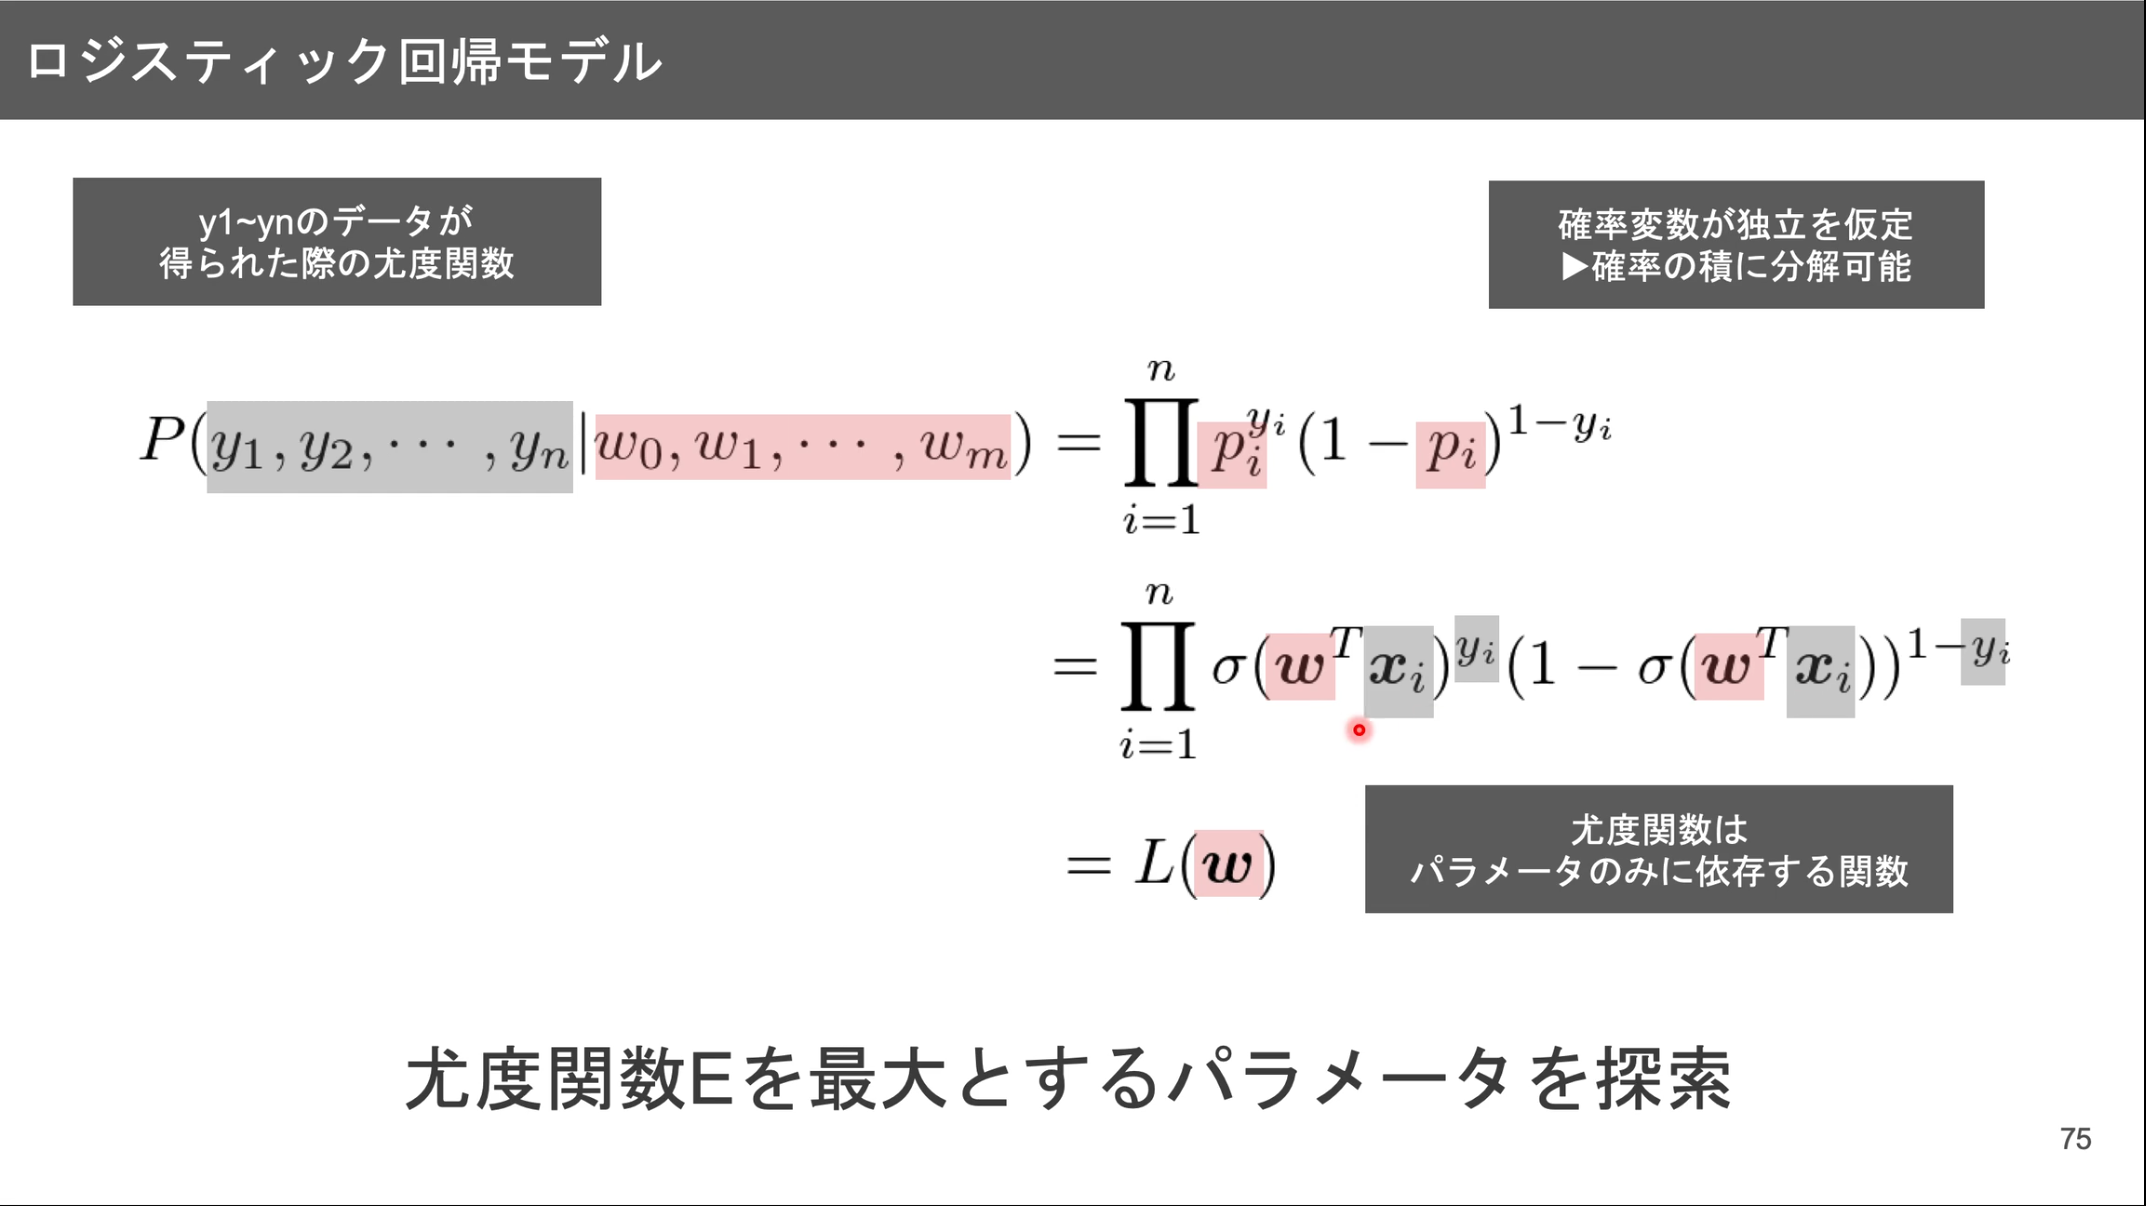 ロジスティック回帰モデル
y1~ynのデータが
得られた際の尤度関数
確率変数が独立を仮定
▶確率の積に分解可能
$P(y_1, y_2, \cdots, y_n | w_0, w_1, \cdots, w_m) = \prod_{i=1}^{n} p_i^{y_i} (1 - p_i)^{1-y_i}$
$= \prod_{i=1}^{n} \sigma(\boldsymbol{w}^T \boldsymbol{x}_i)^{y_i} (1 - \sigma(\boldsymbol{w}^T \boldsymbol{x}_i))^{1-y_i}$
$= L(\boldsymbol{w})$
尤度関数は
パラメータのみに依存する関数
尤度関数Eを最大とするパラメータを探索
75